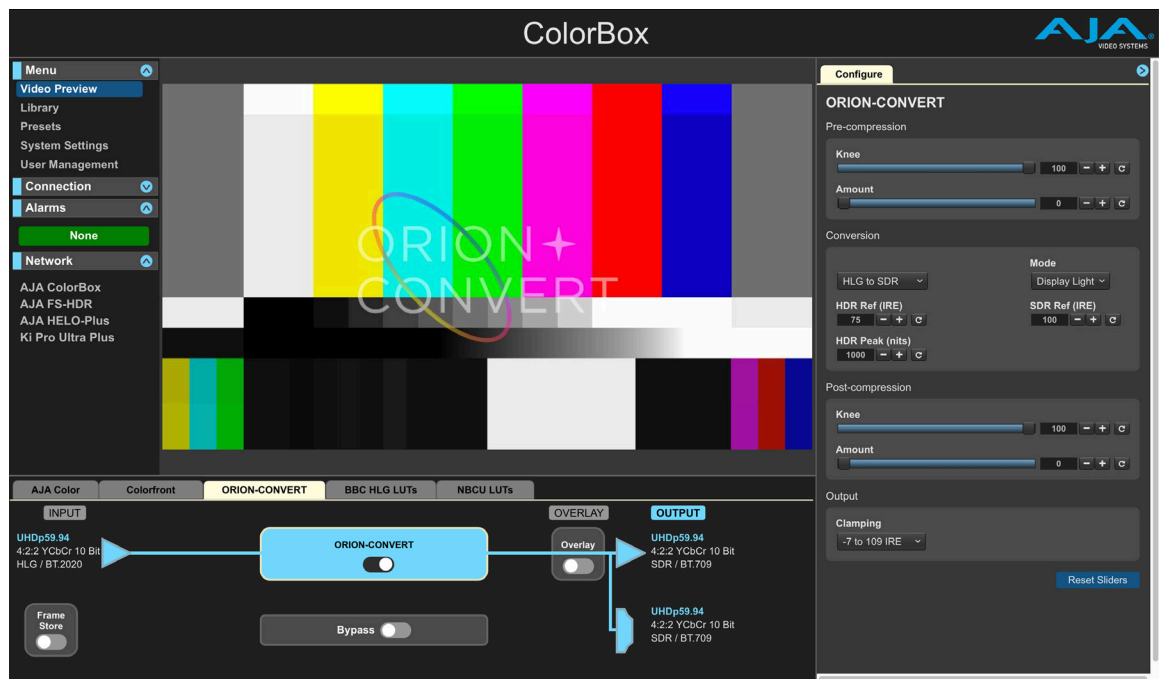 ColorBox
AJA
VIDEO SYSTEMS
Menu
Video Preview
Library
Presets
System Settings
User Management
Connection
Alarms
None
Network
AJA ColorBox
AJA FS-HDR
AJA HELO-Plus
Ki Pro Ultra Plus
ORION
CONVERT
Configure
ORION-CONVERT
Pre-compression
Knee
100 - + C
Amount
0 - + C
Conversion
Mode
HLG to SDR
Display Light
HDR Ref (IRE)
SDR Ref (IRE)
75 - + C
100 - + C
HDR Peak (nits)
1000 - + C
Post-compression
Knee
100 - + C
Amount
0 - + C
Output
Clamping
-7 to 109 IRE
Reset Sliders
AJA Color
Colorfront
ORION-CONVERT
BBC HLG LUTs
NBCU LUTs
INPUT
OVERLAY
OUTPUT
UHDp59.94
4:2:2 YCbCr 10 Bit
HLG / BT.2020
ORION-CONVERT
Overlay
UHDp59.94
4:2:2 YCbCr 10 Bit
SDR / BT.709
Frame
Store
Bypass
UHDp59.94
4:2:2 YCbCr 10 Bit
SDR / BT.709